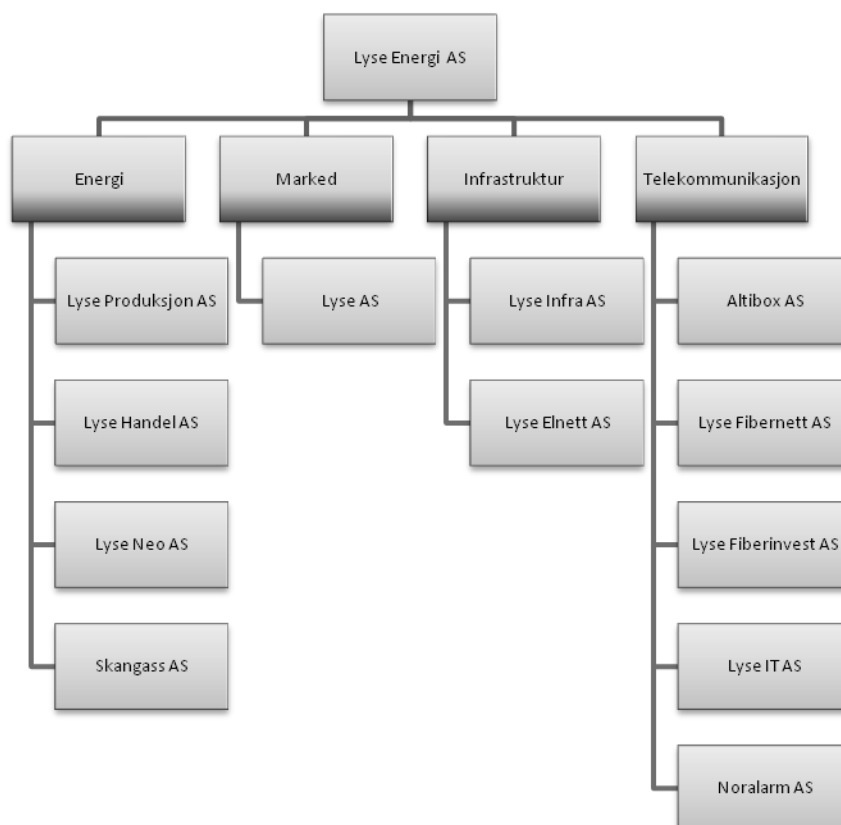 Lyse Energi AS
Energi
Marked
Infrastruktur
Telekommunikasjon
Lyse Produksjon AS
Lyse AS
Lyse Infra AS
Altibox AS
Lyse Handel AS
Lyse Elnett AS
Lyse Fibernett AS
Lyse Neo AS
Lyse Fiberinvest AS
Skangass AS
Lyse IT AS
Noralarm AS